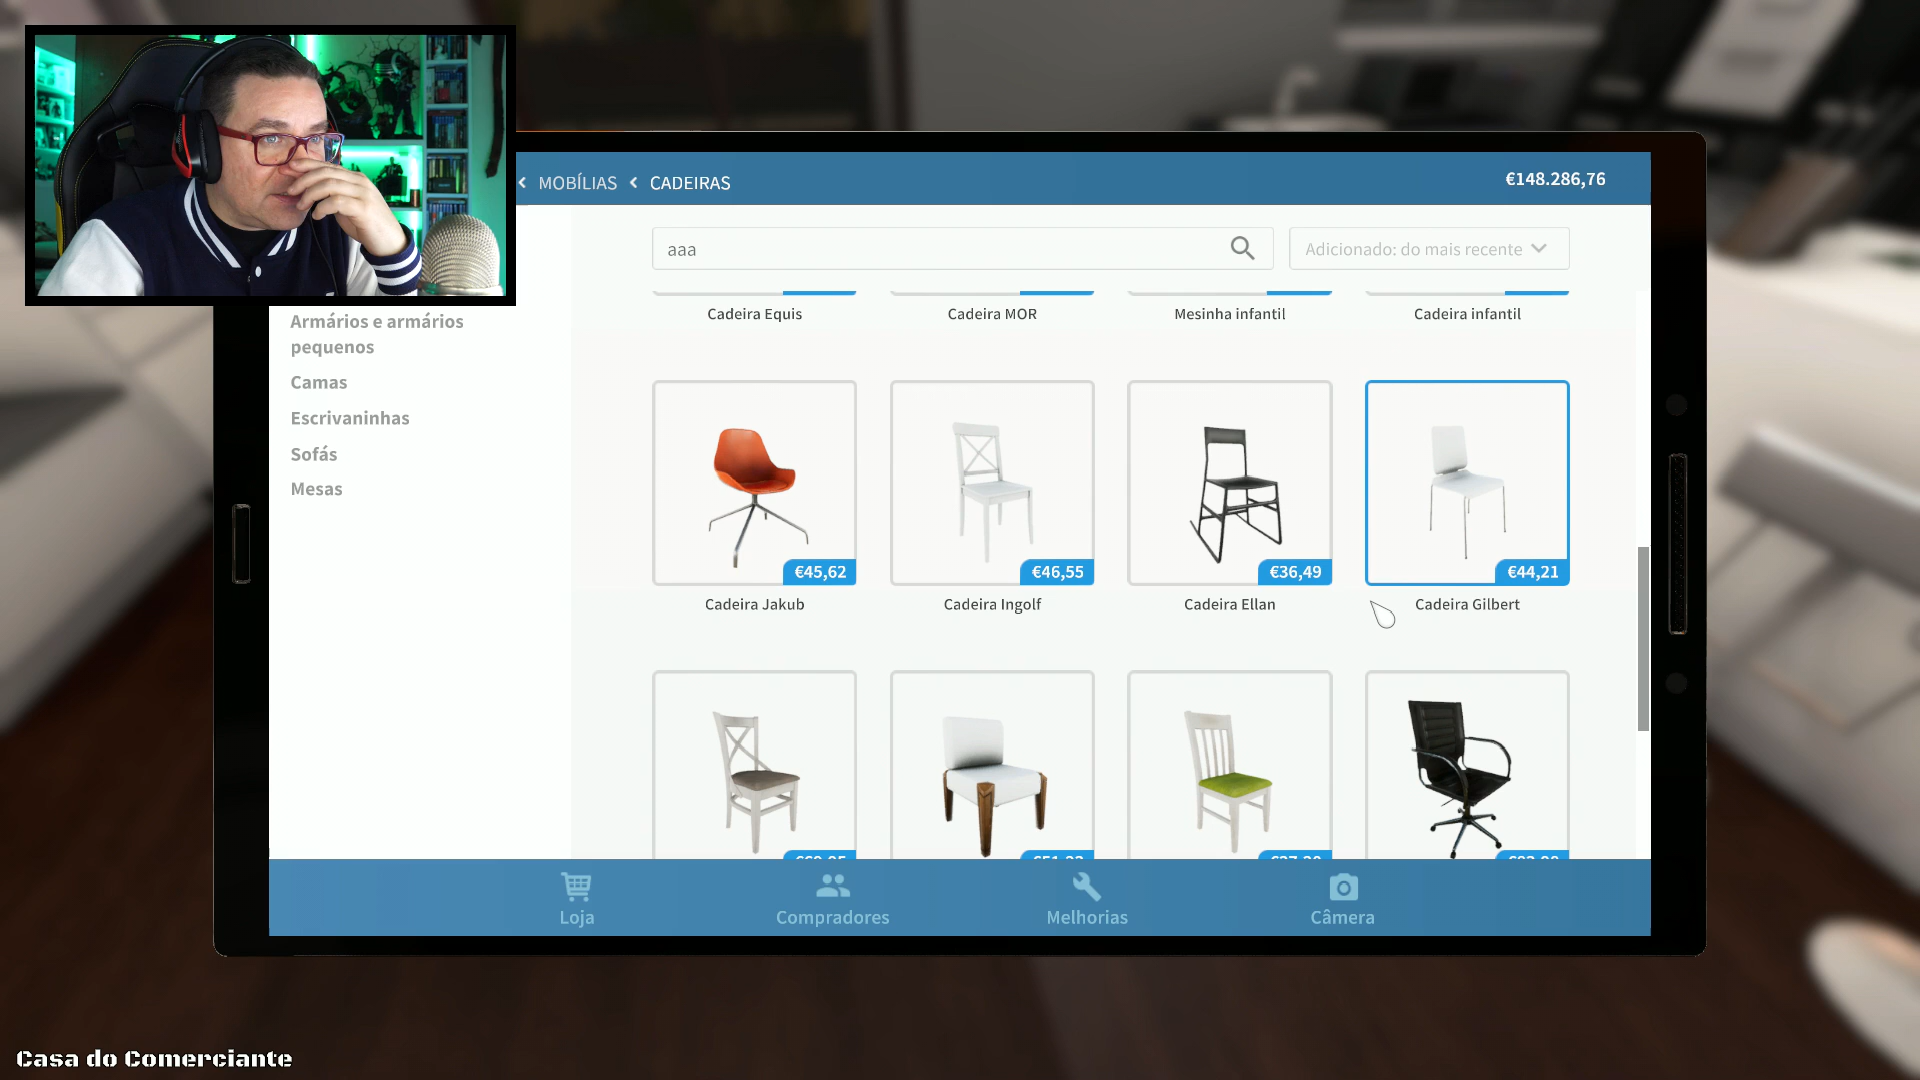 MOBÍLIAS
CADEIRAS
€148.286,76
aaa
Adicionado: do mais recente
Armários e armários
pequenos
Camas
Escrivaninhas
Sofás
Mesas
Cadeira Equis
Cadeira MOR
Mesinha infantil
Cadeira infantil
€45,62
€46,55
€36,49
€44,21
Cadeira Jakub
Cadeira Ingolf
Cadeira Ellan
Cadeira Gilbert
Loja
Compradores
Melhorias
Câmera
Casa do Comerciante